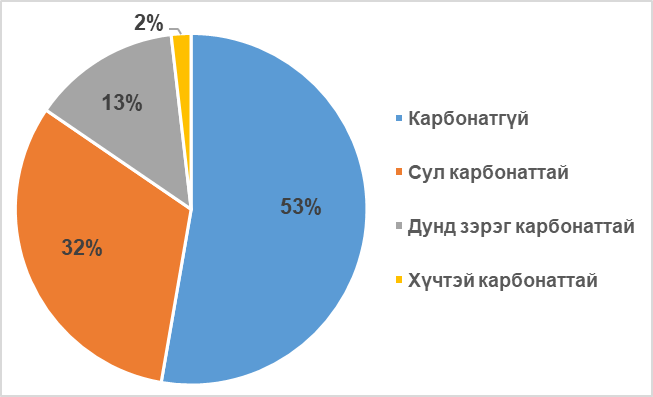 2%
13%
53%
32%
Карбонатгүй
Сул карбонаттай
Дунд зэрэг карбонаттай
Хүчтэй карбонаттай